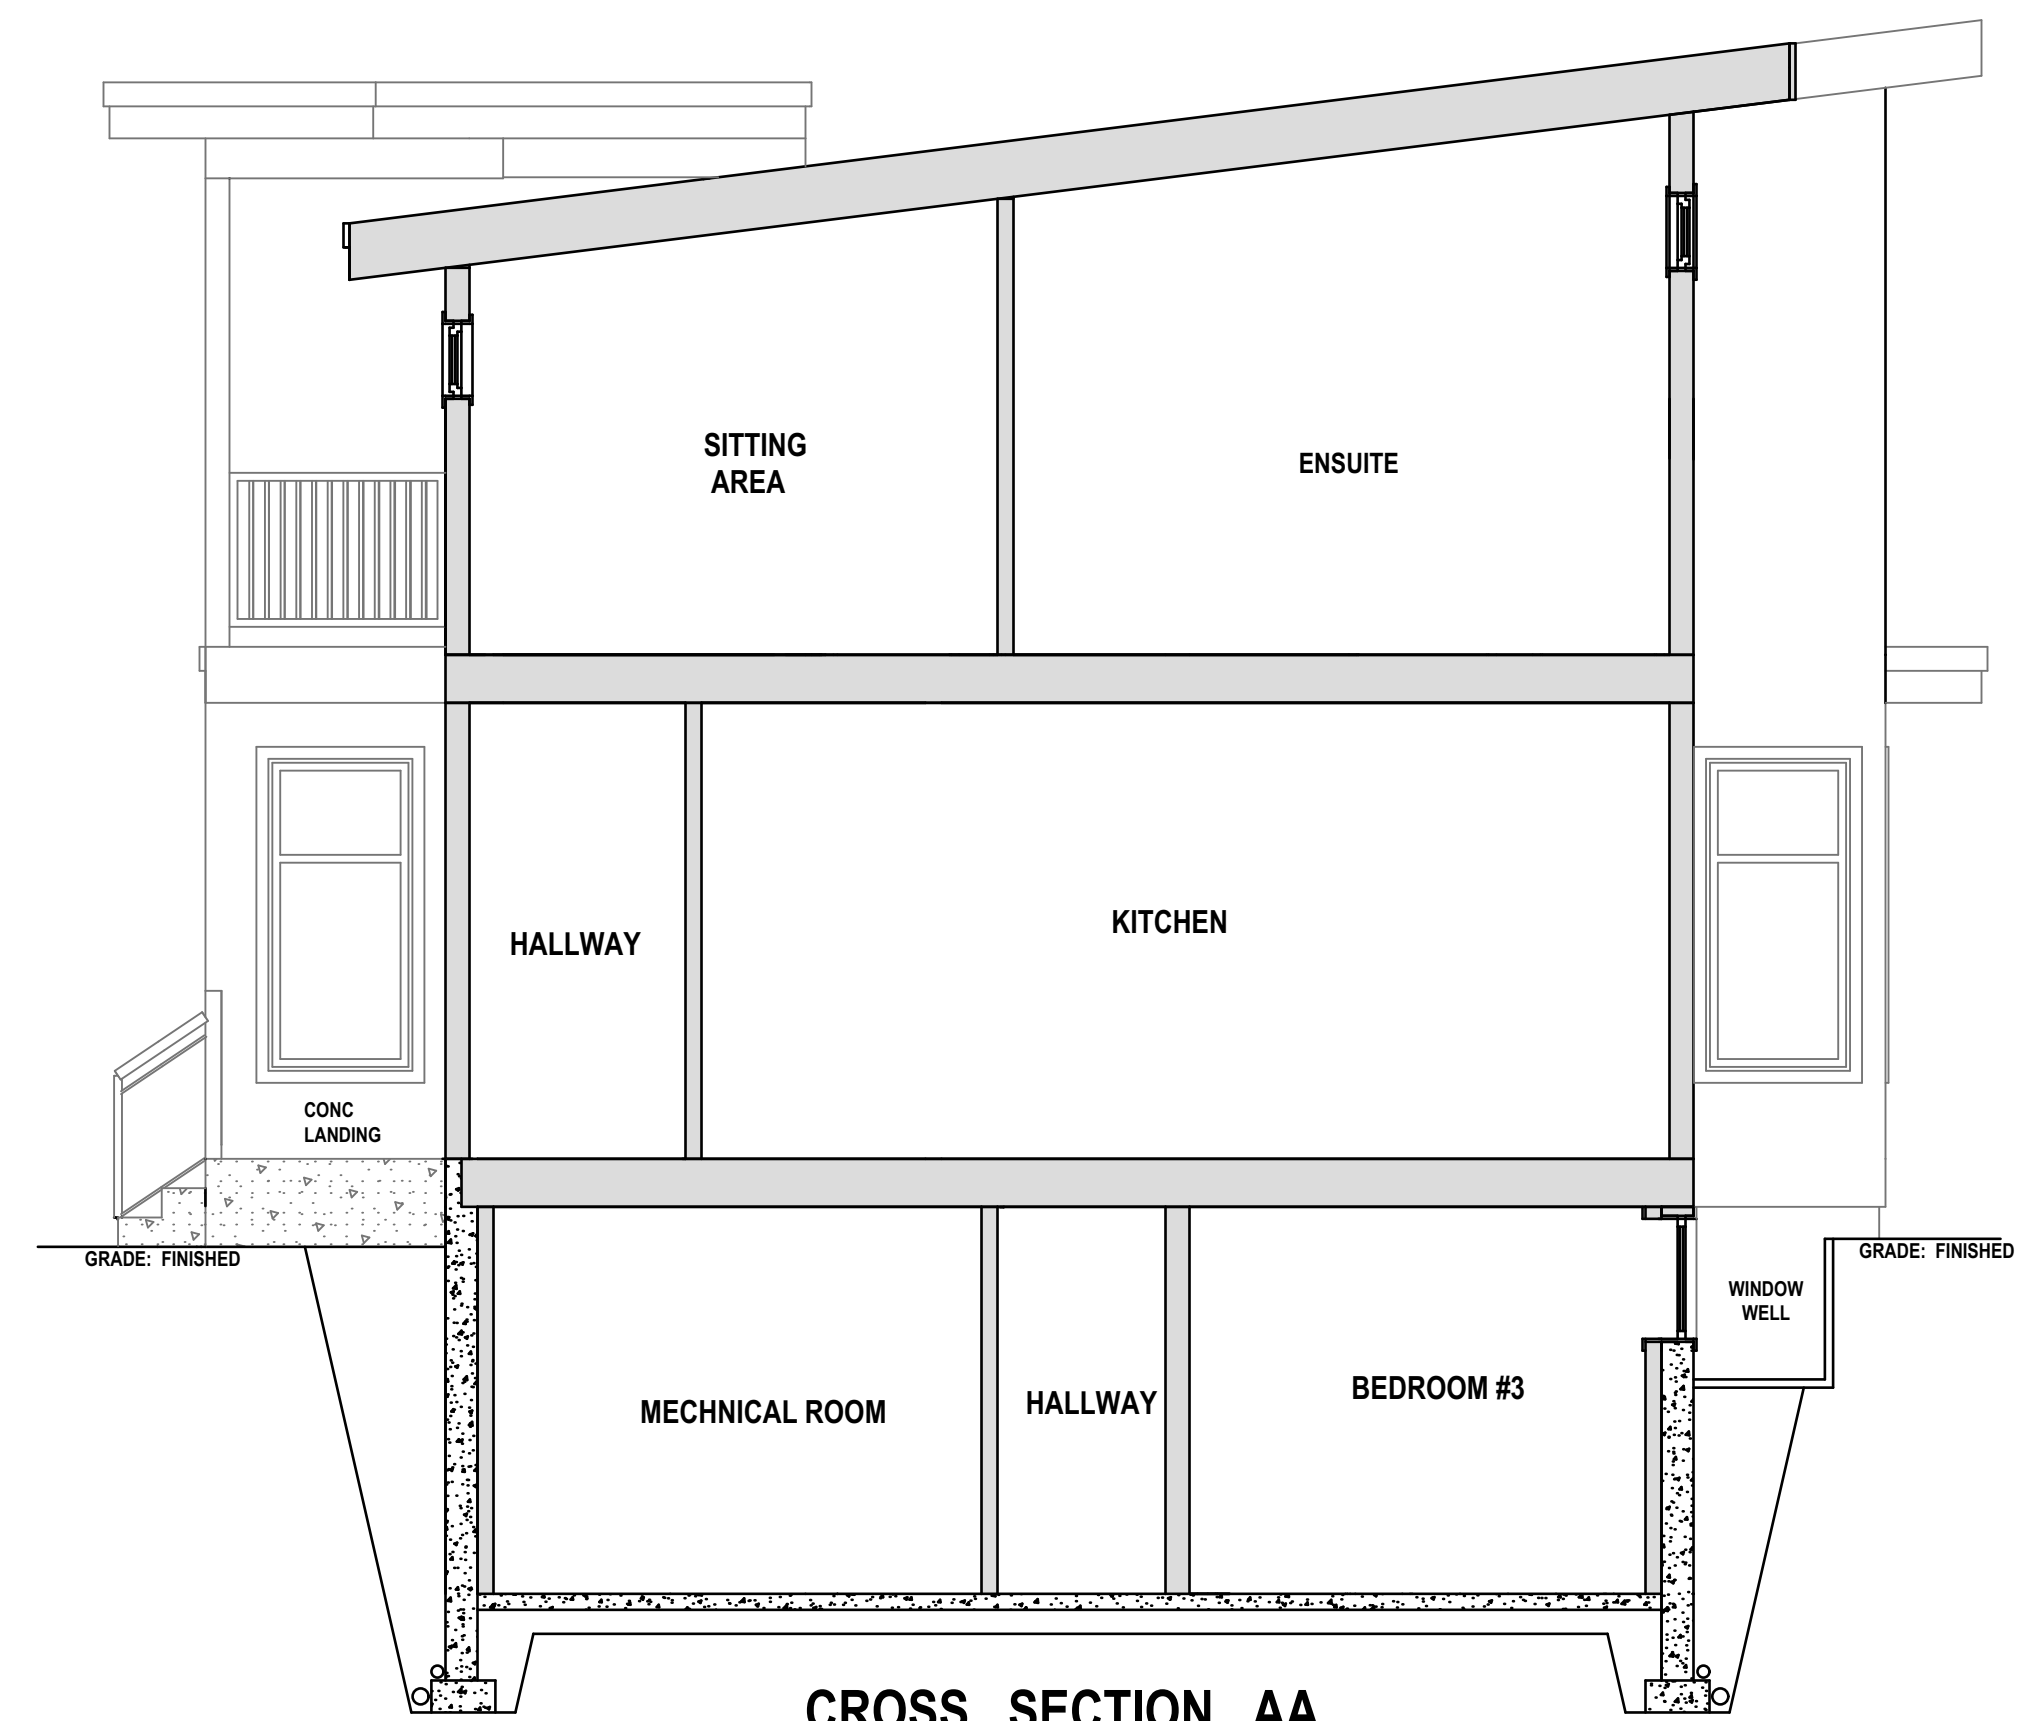 SITTING
AREA
ENSUITE
HALLWAY
KITCHEN
CONC
LANDING
GRADE: FINISHED
GRADE: FINISHED
WINDOW
WELL
MECHNICAL ROOM
HALLWAY
BEDROOM #3
CROSS SECTION AA